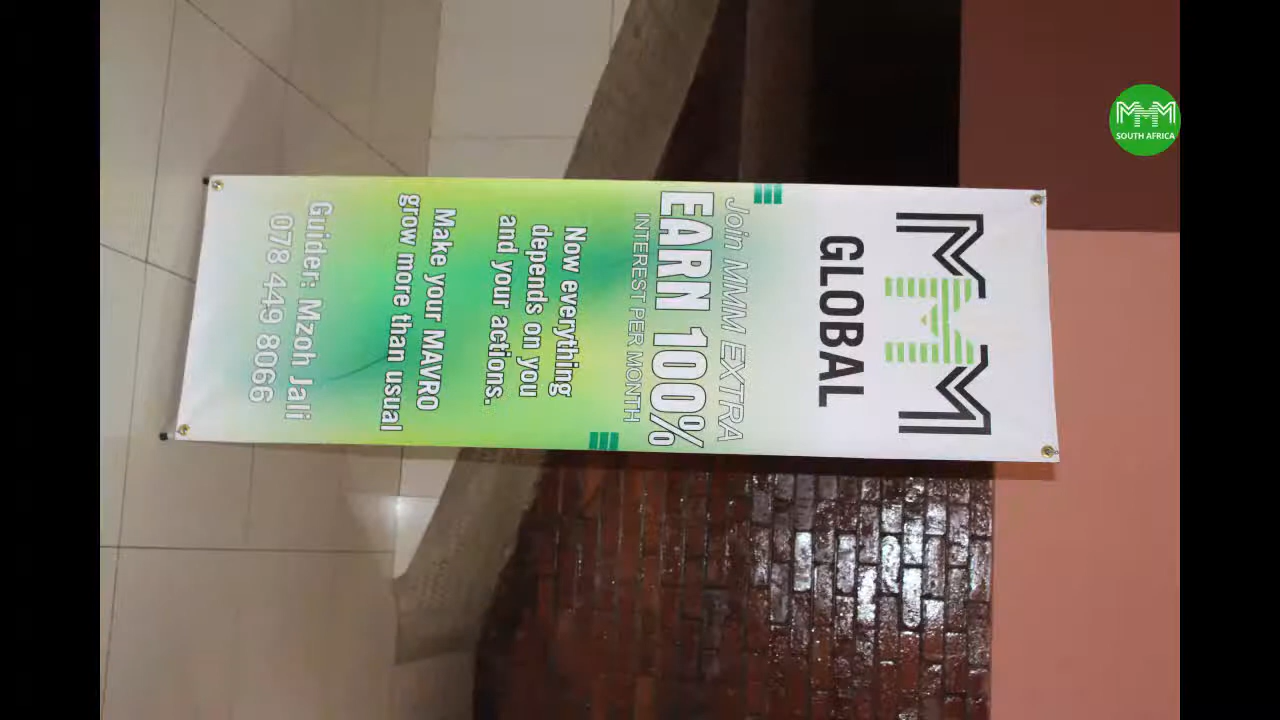 MMM
GLOBAL
Join MMM EXTRA
EARN 100%
INTEREST PER MONTH
Now everything
depends on you
and your actions.
Make your MAVRO
grow more than usual
Guider: Mzoh Jali
078 449 8066
MMM
SOUTH AFRICA